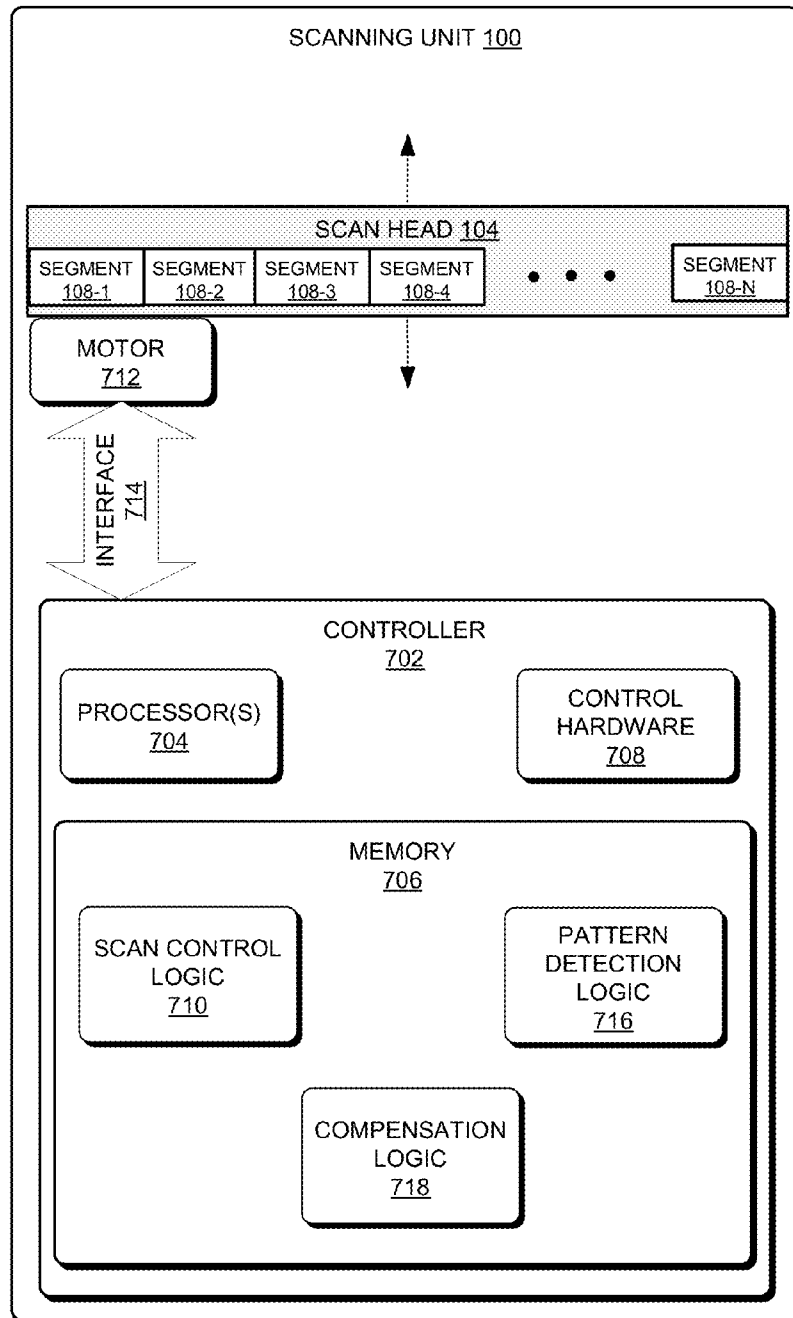 SCANNING UNIT 100
SCAN HEAD 104
SEGMENT 108-1
SEGMENT 108-2
SEGMENT 108-3
SEGMENT 108-4
• • •
SEGMENT 108-N
MOTOR
712
INTERFACE
714
CONTROLLER
702
PROCESSOR(S)
704
CONTROL
HARDWARE
708
MEMORY
706
SCAN CONTROL
LOGIC
710
PATTERN
DETECTION
LOGIC
716
COMPENSATION
LOGIC
718